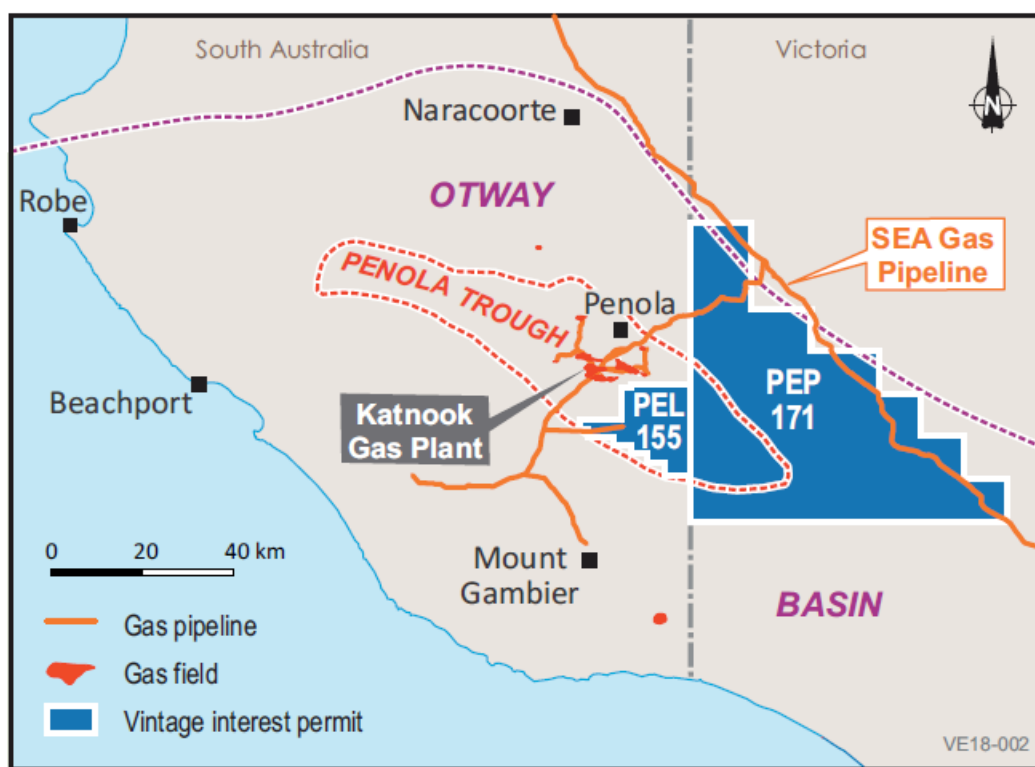 South Australia
Victoria
Naracoorte
N
OTWAY
Robe
SEA Gas
Pipeline
PENOLA TROUGH
Penola
Beachport
PEL
155
PEP
171
Katnook
Gas Plant
0 20 40 km
Mount
Gambier
BASIN
Gas pipeline
Gas field
Vintage interest permit
VE18-002